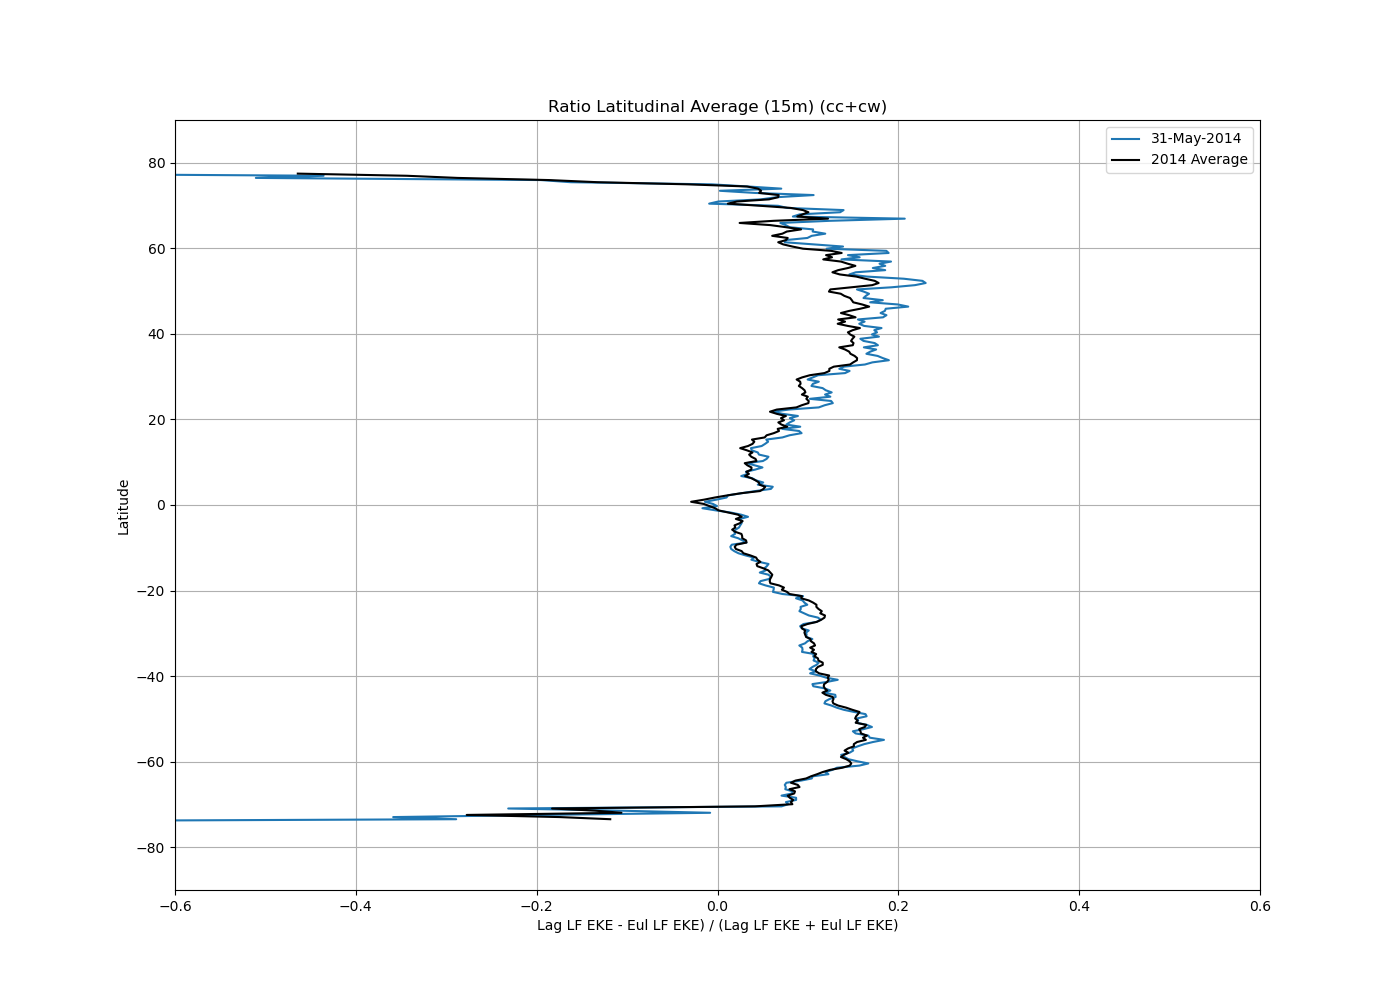 Ratio Latitudinal Average (15m) (cc+cw)
31-May-2014
2014 Average
80
60
40
20
0
−20
−40
−60
−80
Latitude
−0.6 −0.4 −0.2 0.0 0.2 0.4 0.6
Lag LF EKE - Eul LF EKE) / (Lag LF EKE + Eul LF EKE)